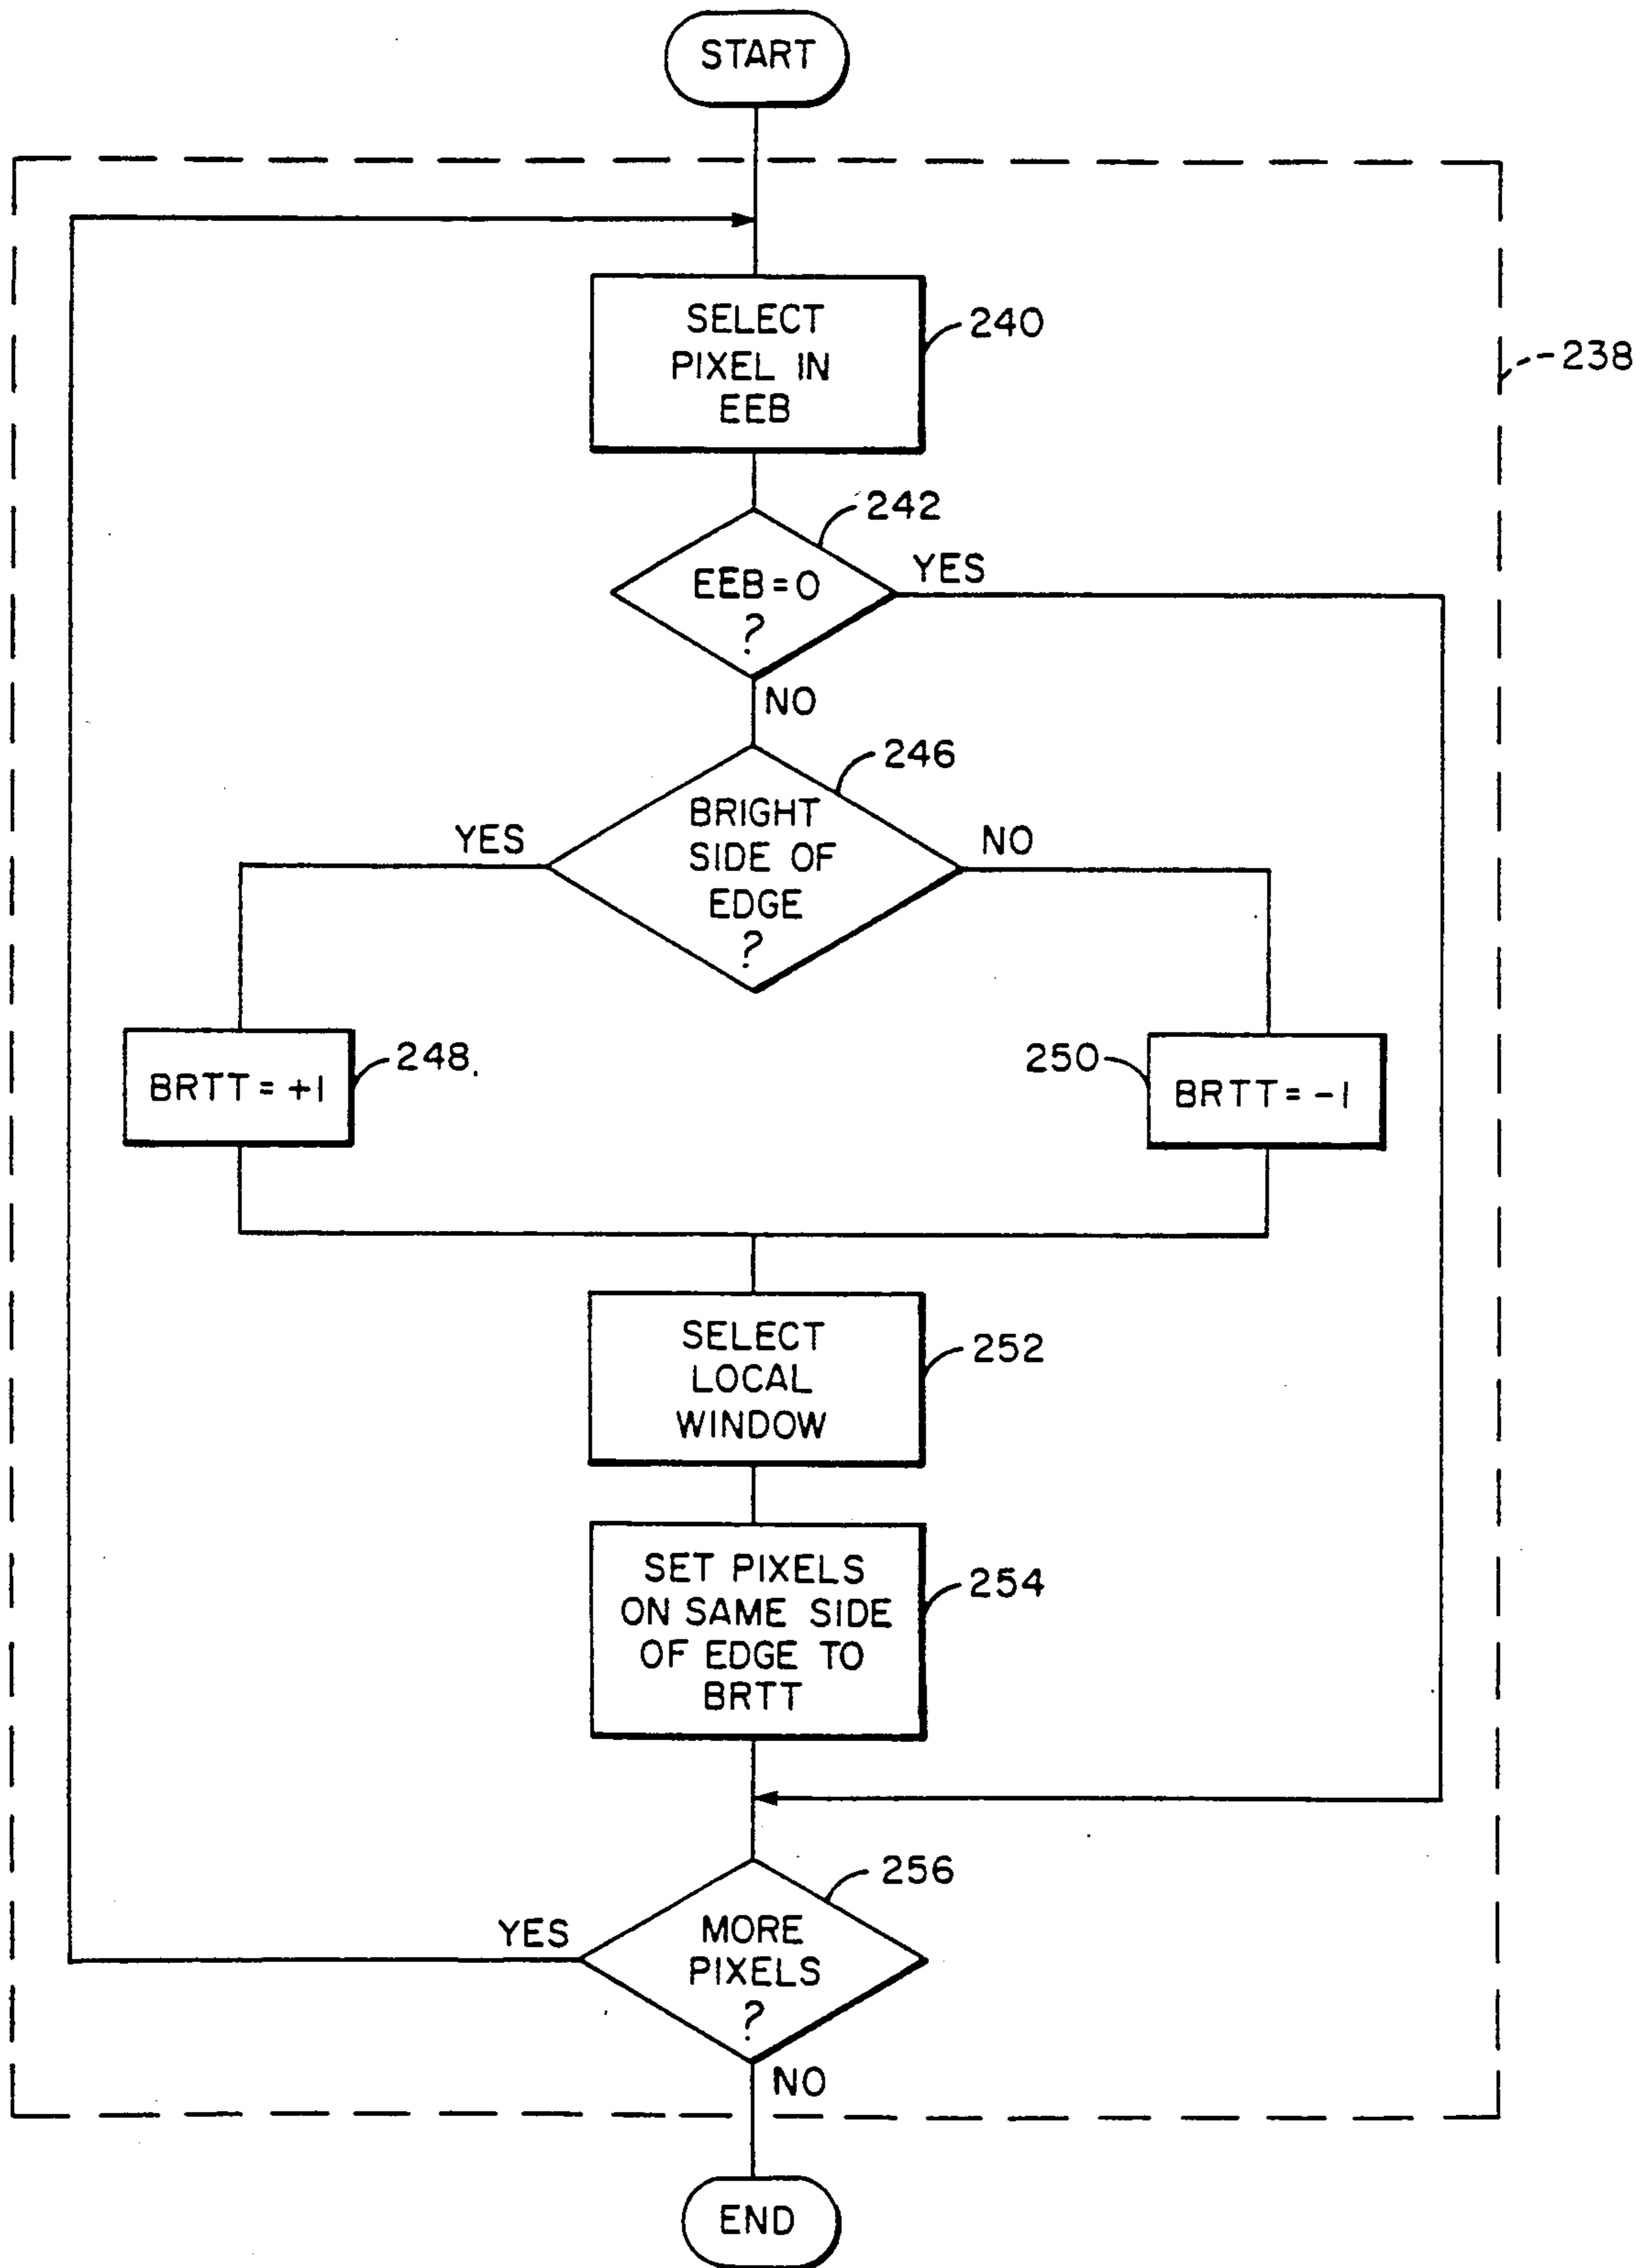 START
SELECT
PIXEL IN
EEB
240
238
242
EEB=0
?
YES
NO
246
BRIGHT
SIDE OF
EDGE
?
YES
NO
BRTT = +1
248
250
BRTT = -1
SELECT
LOCAL
WINDOW
252
SET PIXELS
ON SAME SIDE
OF EDGE TO
BRTT
254
256
MORE
PIXELS
?
YES
NO
END